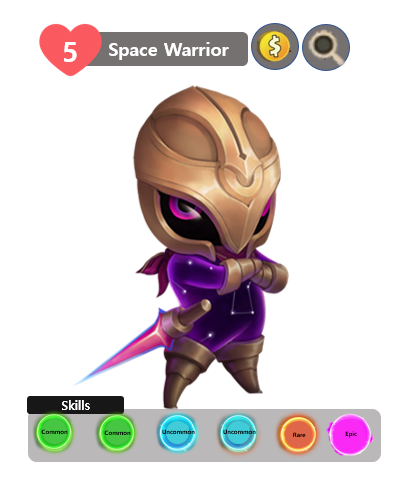 5
Space Warrior
$
Skills
Common
Common
Uncommon
Uncommon
Rare
Epic